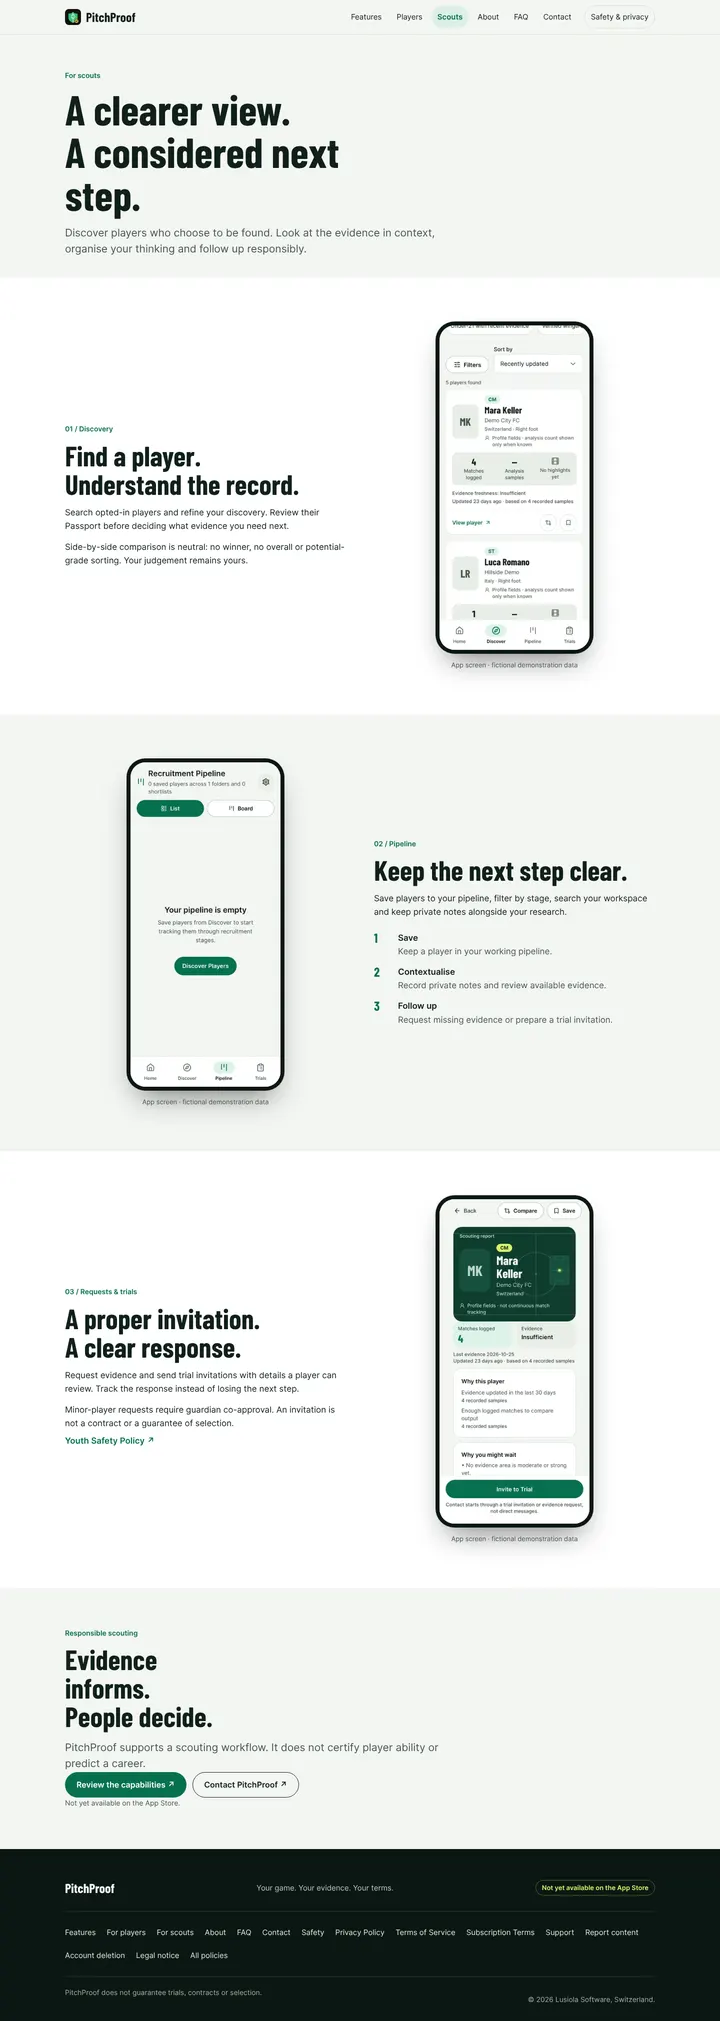 PitchProof
Features Players Scouts About FAQ Contact Safety & privacy
For scouts
A clearer view.
A considered next
step.
Discover players who choose to be found. Look at the evidence in context,
organise your thinking and follow up responsibly.
01 / Discovery
Find a player.
Understand the record.
Search opted-in players and refine your discovery. Review their
Passport before deciding what evidence you need next.
Side-by-side comparison is neutral: no winner, no overall or potential-
grade sorting. Your judgement remains yours.
Under-21 with recent evidence
Sort by
Filters
Recently updated
5 players found
CM
MK
Mara Keller
Demo City FC
Switzerland · Right foot
Profile fields · analysis count shown
only when known
4
Matches
logged
–
Analysis
samples
No highlights
yet
Evidence freshness: Insufficient
Updated 23 days ago · based on 4 recorded samples
View player ↗
ST
LR
Luca Romano
Hillside Demo
Italy · Right foot
Profile fields · analysis count shown
only when known
1 –
Home Discover Pipeline Trials
App screen · fictional demonstration data
Recruitment Pipeline
0 saved players across 1 folders and 0
shortlists
List Board
Your pipeline is empty
Save players from Discover to start
tracking them through recruitment
stages.
Discover Players
Home Discover Pipeline Trials
App screen · fictional demonstration data
02 / Pipeline
Keep the next step clear.
Save players to your pipeline, filter by stage, search your workspace
and keep private notes alongside your research.
1 Save
Keep a player in your working pipeline.
2 Contextualise
Record private notes and review available evidence.
3 Follow up
Request missing evidence or prepare a trial invitation.
03 / Requests & trials
A proper invitation.
A clear response.
Request evidence and send trial invitations with details a player can
review. Track the response instead of losing the next step.
Minor-player requests require guardian co-approval. An invitation is
not a contract or a guarantee of selection.
Youth Safety Policy ↗
← Back Compare Save
Scouting report
CM
MK
Mara
Keller
Demo City FC
Switzerland
Profile fields · not continuous match
tracking
Matches logged
4
Evidence
Insufficient
Last evidence 2026-10-25
Updated 23 days ago · based on 4 recorded samples
Why this player
Evidence updated in the last 30 days
4 recorded samples
Enough logged matches to compare
output
4 recorded samples
Why you might wait
• No evidence area is moderate or strong
yet.
Invite to Trial
Contact starts through a trial invitation or evidence request,
not direct messages.
App screen · fictional demonstration data
Responsible scouting
Evidence
informs.
People decide.
PitchProof supports a scouting workflow. It does not certify player ability or
predict a career.
Review the capabilities ↗ Contact PitchProof ↗
Not yet available on the App Store.
PitchProof
Your game. Your evidence. Your terms.
Not yet available on the App Store
Features For players For scouts About FAQ Contact Safety Privacy Policy Terms of Service Subscription Terms Support Report content
Account deletion Legal notice All policies
PitchProof does not guarantee trials, contracts or selection.
© 2026 Lusiola Software, Switzerland.